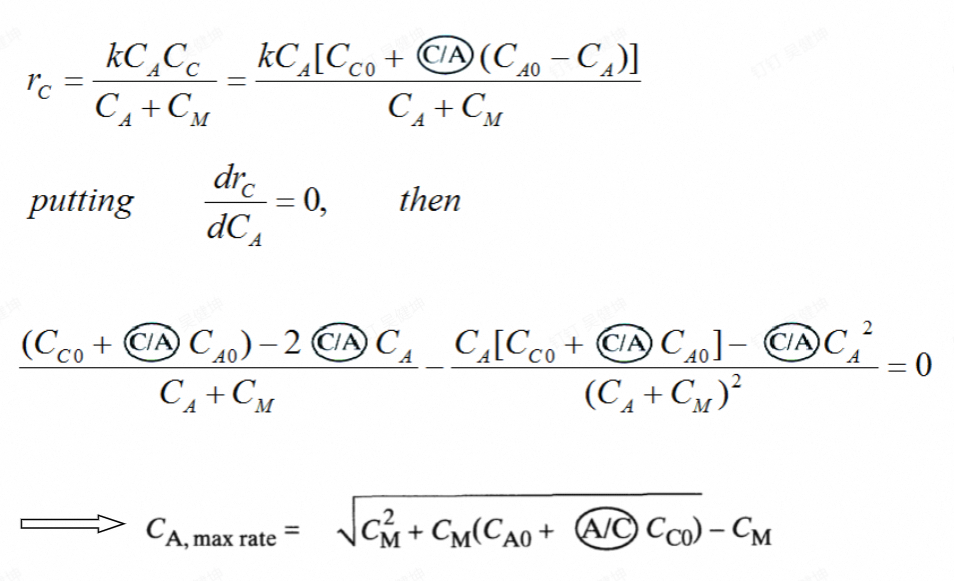 r_C = \frac{kC_A C_C}{C_A + C_M} = \frac{kC_A[C_{C0} + (C/A)(C_{A0} - C_A)]}{C_A + C_M}
putting \frac{dr_C}{dC_A} = 0, then
\frac{(C_{C0} + (C/A) C_{A0}) - 2 (C/A) C_A}{C_A + C_M} - \frac{C_A[C_{C0} + (C/A) C_{A0}] - (C/A) C_A^2}{(C_A + C_M)^2} = 0
⇒ C_{A, max rate} = \sqrt{C_M^2 + C_M(C_{A0} + (A/C) C_{C0})} - C_M